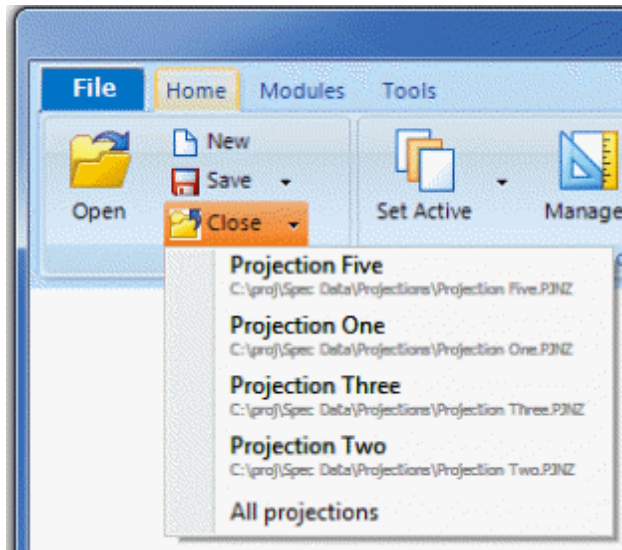 File Home Modules Tools
New
Save
Open Set Active Manage
Close
Projection Five
C:\proj\Spec Data\Projections\Projection Five.PJNZ
Projection One
C:\proj\Spec Data\Projections\Projection One.PJNZ
Projection Three
C:\proj\Spec Data\Projections\Projection Three.PJNZ
Projection Two
C:\proj\Spec Data\Projections\Projection Two.PJNZ
All projections